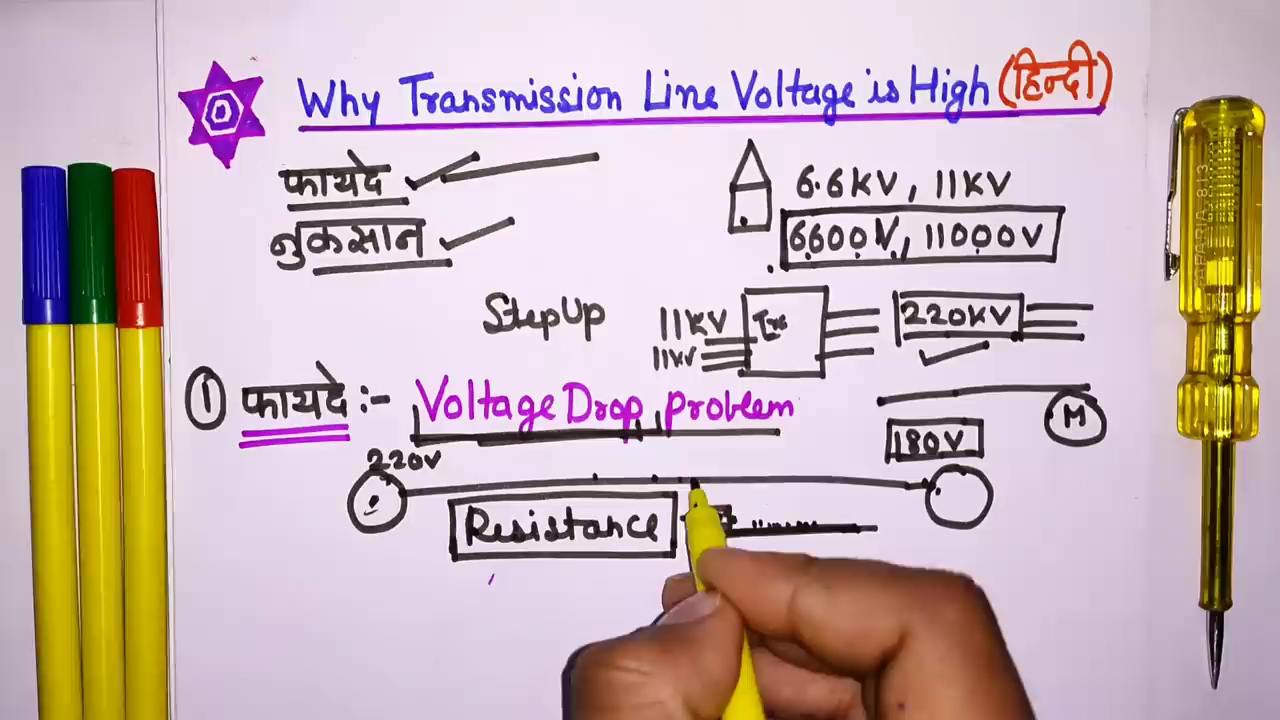 Why Transmission Line Voltage is High (हिन्दी)
फायदे
नुकसान
6.6KV, 11KV
6600V, 11000V
StepUp
11KV
11KV
220KV
① फायदे :- Voltage Drop problem
M
220V
180V
Resistance